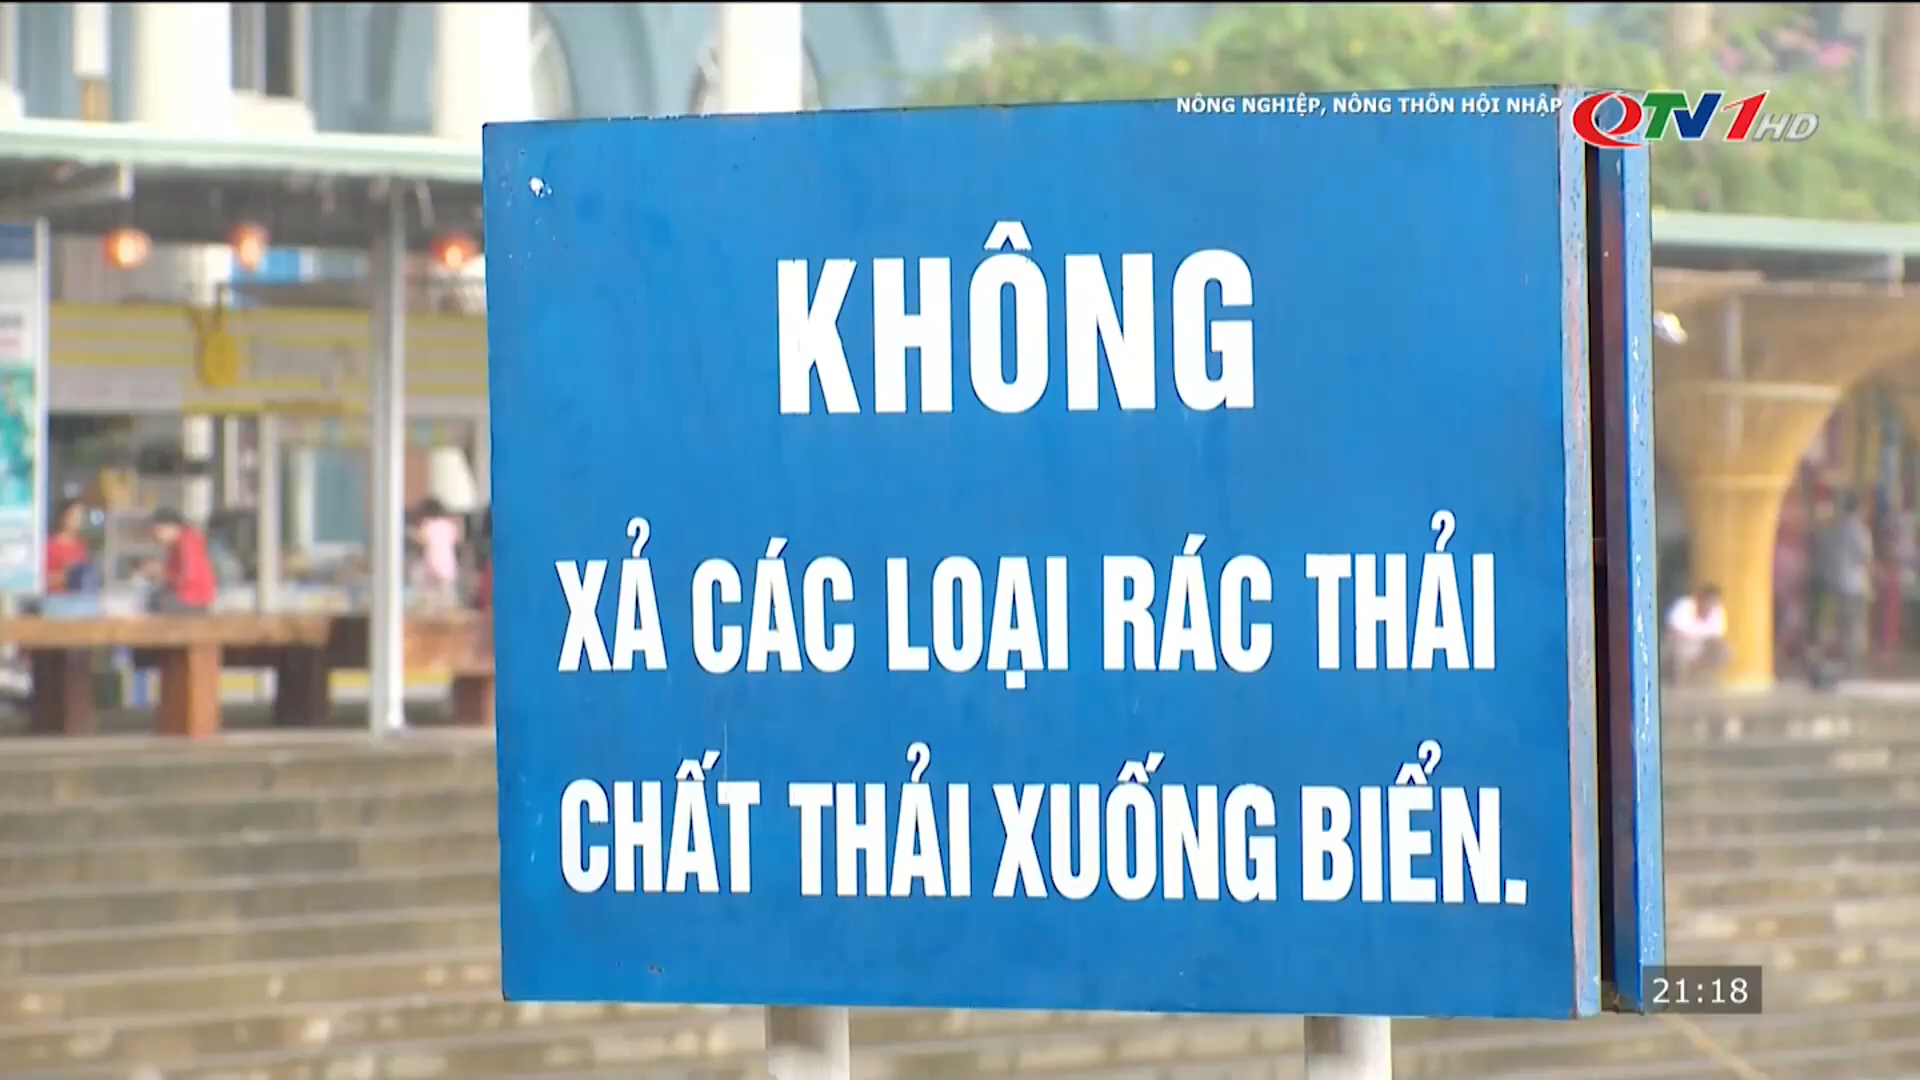 NÔNG NGHIỆP, NÔNG THÔN HỘI NHẬP QTV1HD
KHÔNG
XẢ CÁC LOẠI RÁC THẢI
CHẤT THẢI XUỐNG BIỂN.
21:18